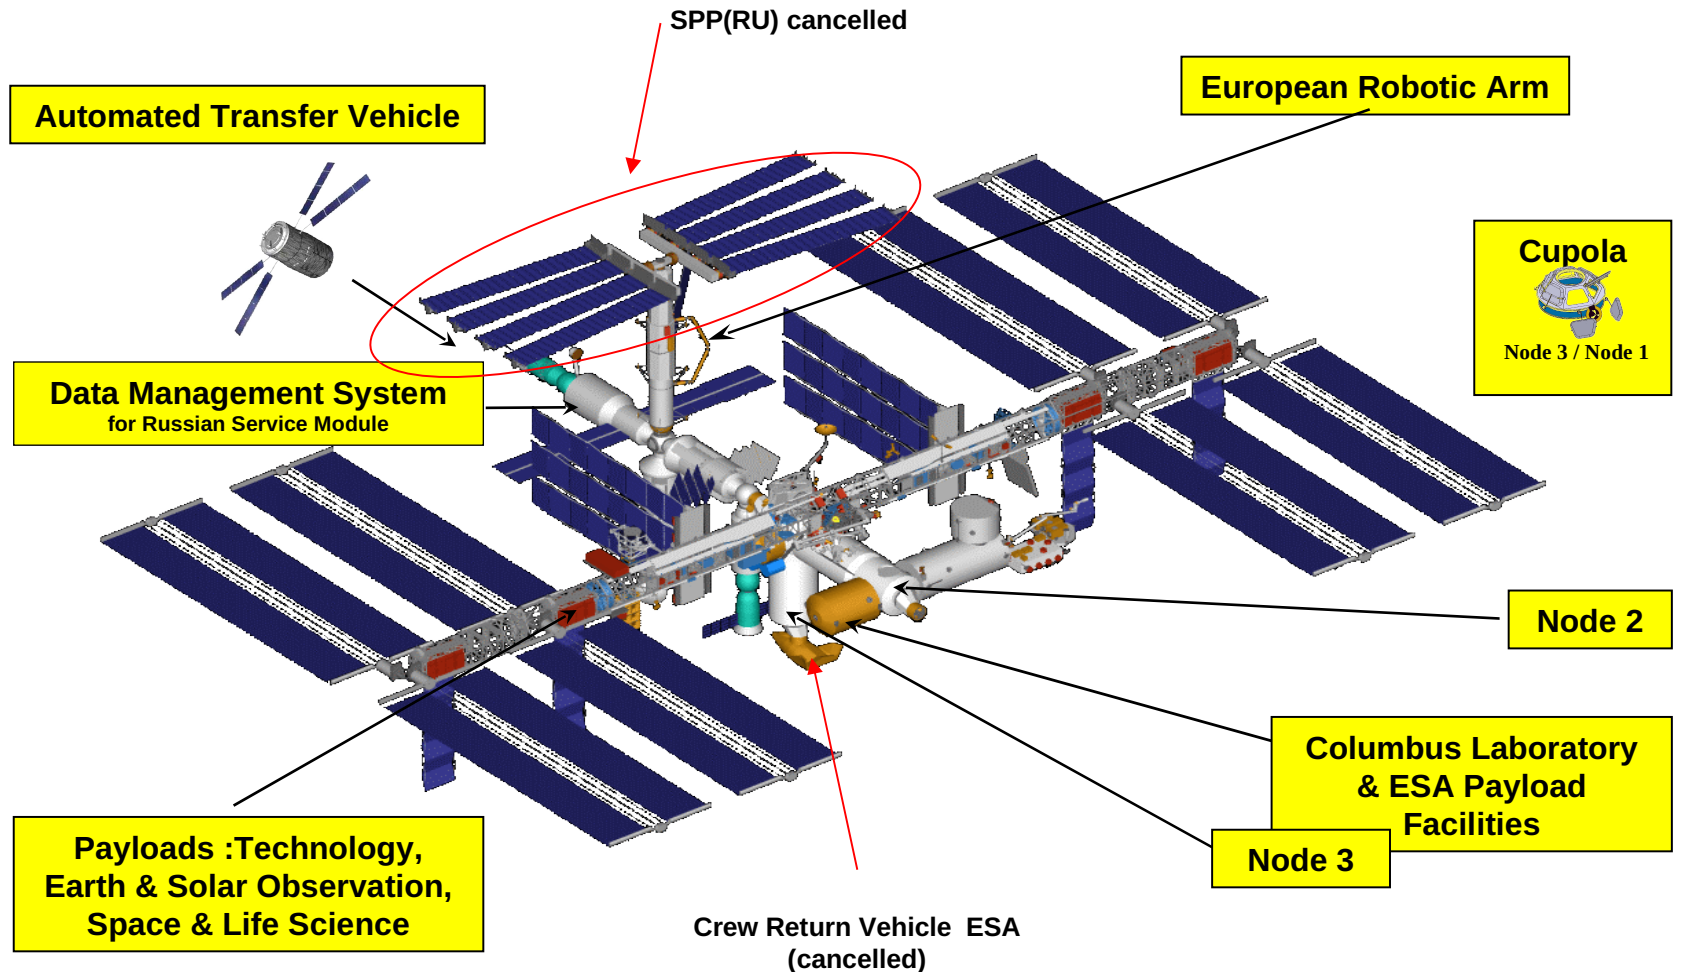 SPP(RU) cancelled
Automated Transfer Vehicle
European Robotic Arm
Cupola
Node 3 / Node 1
Data Management System
for Russian Service Module
Node 2
Columbus Laboratory
& ESA Payload
Facilities
Node 3
Payloads :Technology,
Earth & Solar Observation,
Space & Life Science
Crew Return Vehicle  ESA
(cancelled)